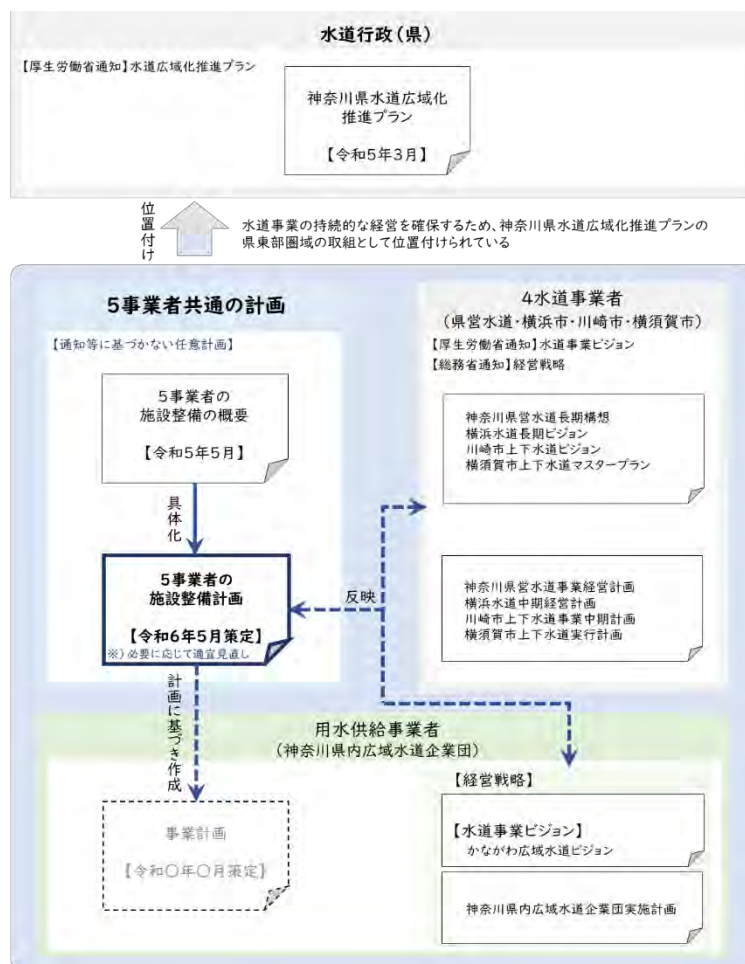 水道行政(県)
【厚生労働省通知】水道広域化推進プラン
神奈川県水道広域化
推進プラン
【令和5年3月】
位置付け
水道事業の持続的な経営を確保するため、神奈川県水道広域化推進プランの
県東部圏域の取組として位置付けられている
5事業者共通の計画
【通知等に基づかない任意計画】
5事業者の
施設整備の概要
【令和5年5月】
具体化
5事業者の
施設整備計画
【令和6年5月策定】
※)必要に応じて適宜見直し
反映
4水道事業者
(県営水道・横浜市・川崎市・横須賀市)
【厚生労働省通知】水道事業ビジョン
【総務省通知】経営戦略
神奈川県営水道長期構想
横浜水道長期ビジョン
川崎市上下水道ビジョン
横須賀市上下水道マスタープラン
神奈川県営水道事業経営計画
横浜水道中期経営計画
川崎市上下水道事業中期計画
横須賀市上下水道実行計画
計画に基づき作成
用水供給事業者
(神奈川県内広域水道企業団)
事業計画
【令和〇年〇月策定】
【経営戦略】
【水道事業ビジョン】
かながわ広域水道ビジョン
神奈川県内広域水道企業団実施計画